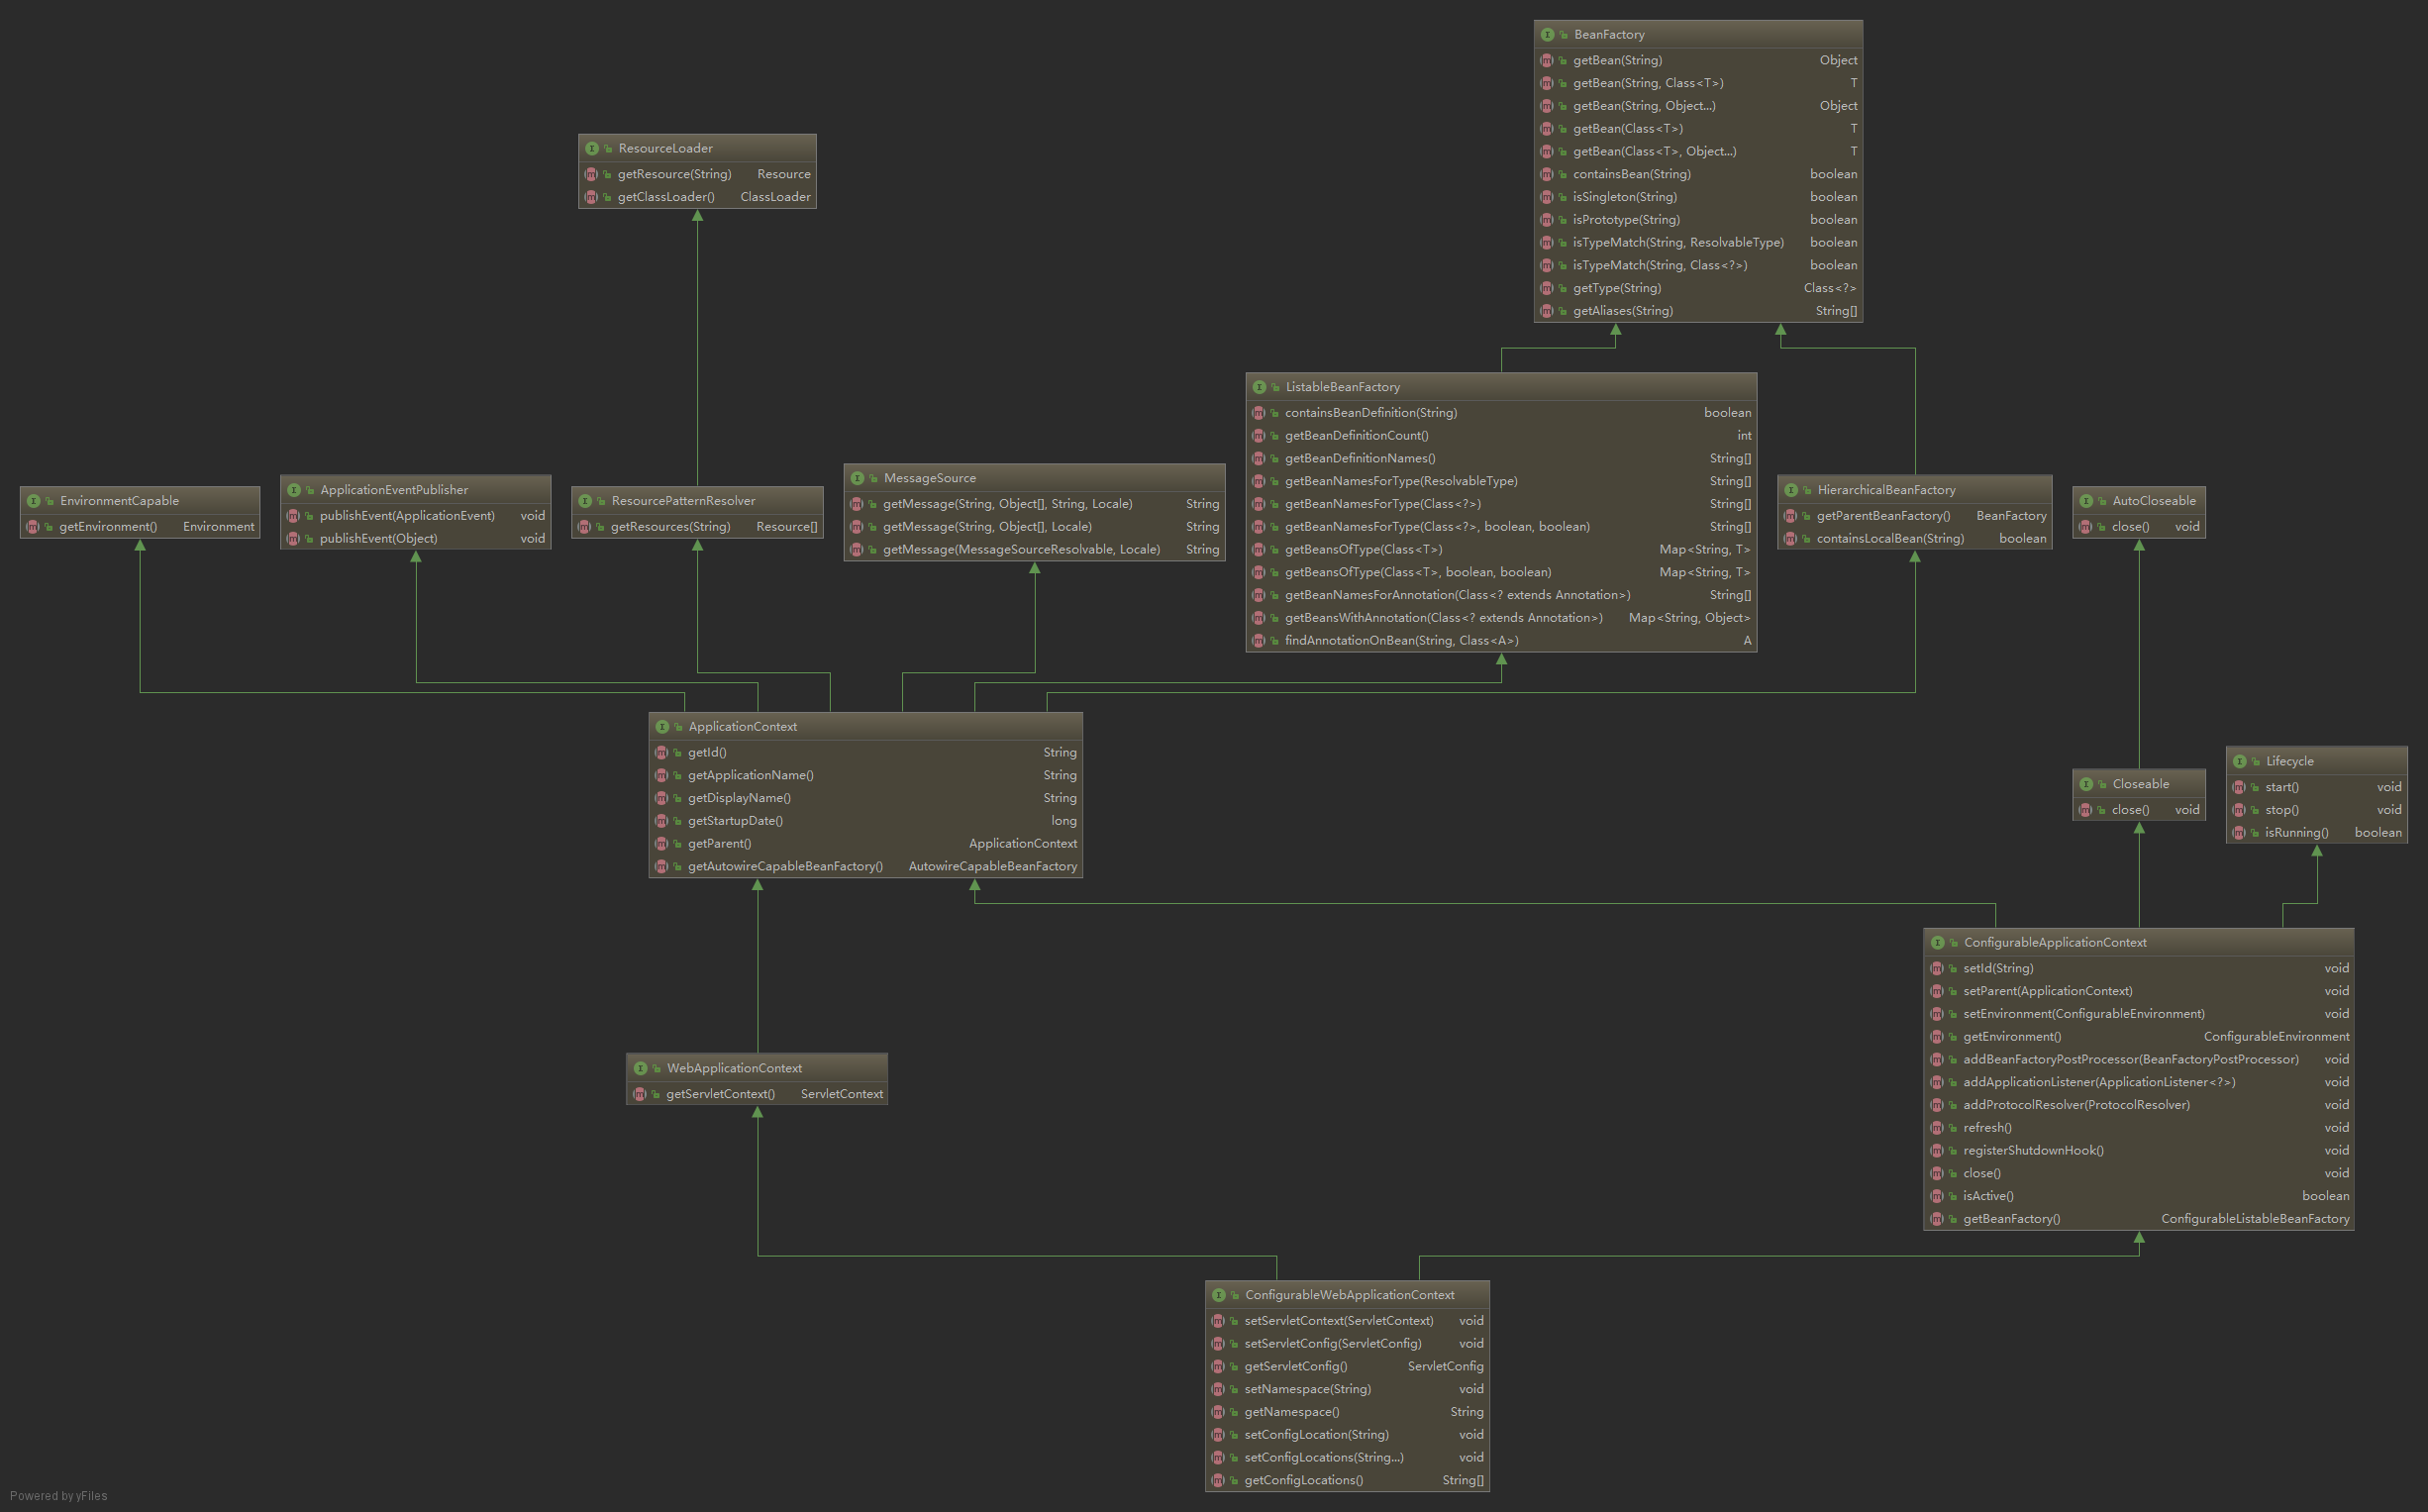 BeanFactory
getBean(String) Object
getBean(String, Class<T>) T
getBean(String, Object...) Object
getBean(Class<T>) T
getBean(Class<T>, Object...) T
containsBean(String) boolean
isSingleton(String) boolean
isPrototype(String) boolean
isTypeMatch(String, ResolvableType) boolean
isTypeMatch(String, Class<?>) boolean
getType(String) Class<?>
getAliases(String) String[]
ResourceLoader
getResource(String) Resource
getClassLoader() ClassLoader
ListableBeanFactory
containsBeanDefinition(String) boolean
getBeanDefinitionCount() int
getBeanDefinitionNames() String[]
getBeanNamesForType(ResolvableType) String[]
getBeanNamesForType(Class<?>) String[]
getBeanNamesForType(Class<?>, boolean, boolean) String[]
getBeansOfType(Class<T>) Map<String, T>
getBeansOfType(Class<T>, boolean, boolean) Map<String, T>
getBeanNamesForAnnotation(Class<? extends Annotation>) String[]
getBeansWithAnnotation(Class<? extends Annotation>) Map<String, Object>
findAnnotationOnBean(String, Class<A>) A
EnvironmentCapable
getEnvironment() Environment
ApplicationEventPublisher
publishEvent(ApplicationEvent) void
publishEvent(Object) void
ResourcePatternResolver
getResources(String) Resource[]
MessageSource
getMessage(String, Object[], String, Locale) String
getMessage(String, Object[], Locale) String
getMessage(MessageSourceResolvable, Locale) String
HierarchicalBeanFactory
getParentBeanFactory() BeanFactory
containsLocalBean(String) boolean
AutoCloseable
close() void
ApplicationContext
getId() String
getApplicationName() String
getDisplayName() String
getStartupDate() long
getParent() ApplicationContext
getAutowireCapableBeanFactory() AutowireCapableBeanFactory
Closeable
close() void
Lifecycle
start() void
stop() void
isRunning() boolean
ConfigurableApplicationContext
setId(String) void
setParent(ApplicationContext) void
setEnvironment(ConfigurableEnvironment) void
getEnvironment() ConfigurableEnvironment
addBeanFactoryPostProcessor(BeanFactoryPostProcessor) void
addApplicationListener(ApplicationListener<?>) void
addProtocolResolver(ProtocolResolver) void
refresh() void
registerShutdownHook() void
close() void
isActive() boolean
getBeanFactory() ConfigurableListableBeanFactory
WebApplicationContext
getServletContext() ServletContext
ConfigurableWebApplicationContext
setServletContext(ServletContext) void
setServletConfig(ServletConfig) void
getServletConfig() ServletConfig
setNamespace(String) void
getNamespace() String
setConfigLocation(String) void
setConfigLocations(String...) void
getConfigLocations() String[]
Powered by yFiles